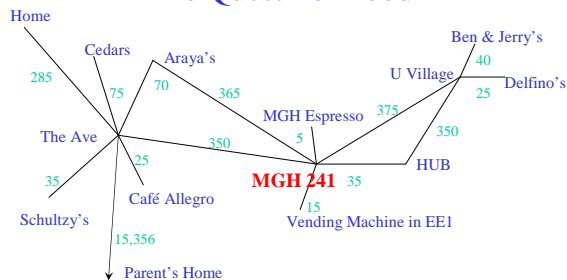 Home
Ben & Jerry's
Cedars
Araya's
40
U Village
285
75
70
365
Delfino's
25
375
MGH Espresso
350
The Ave
5
350
25
HUB
MGH 241
35
35
Café Allegro
15
Schultzy's
Vending Machine in EE1
15,356
Parent's Home